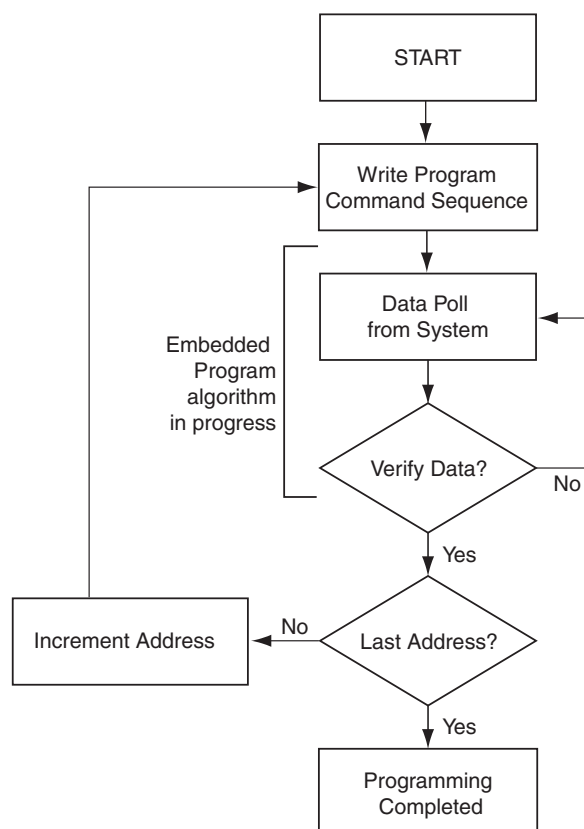 START
Write Program
Command Sequence
Data Poll
from System
Embedded
Program
algorithm
in progress
Verify Data?
No
Yes
Increment Address
No
Last Address?
Yes
Programming
Completed